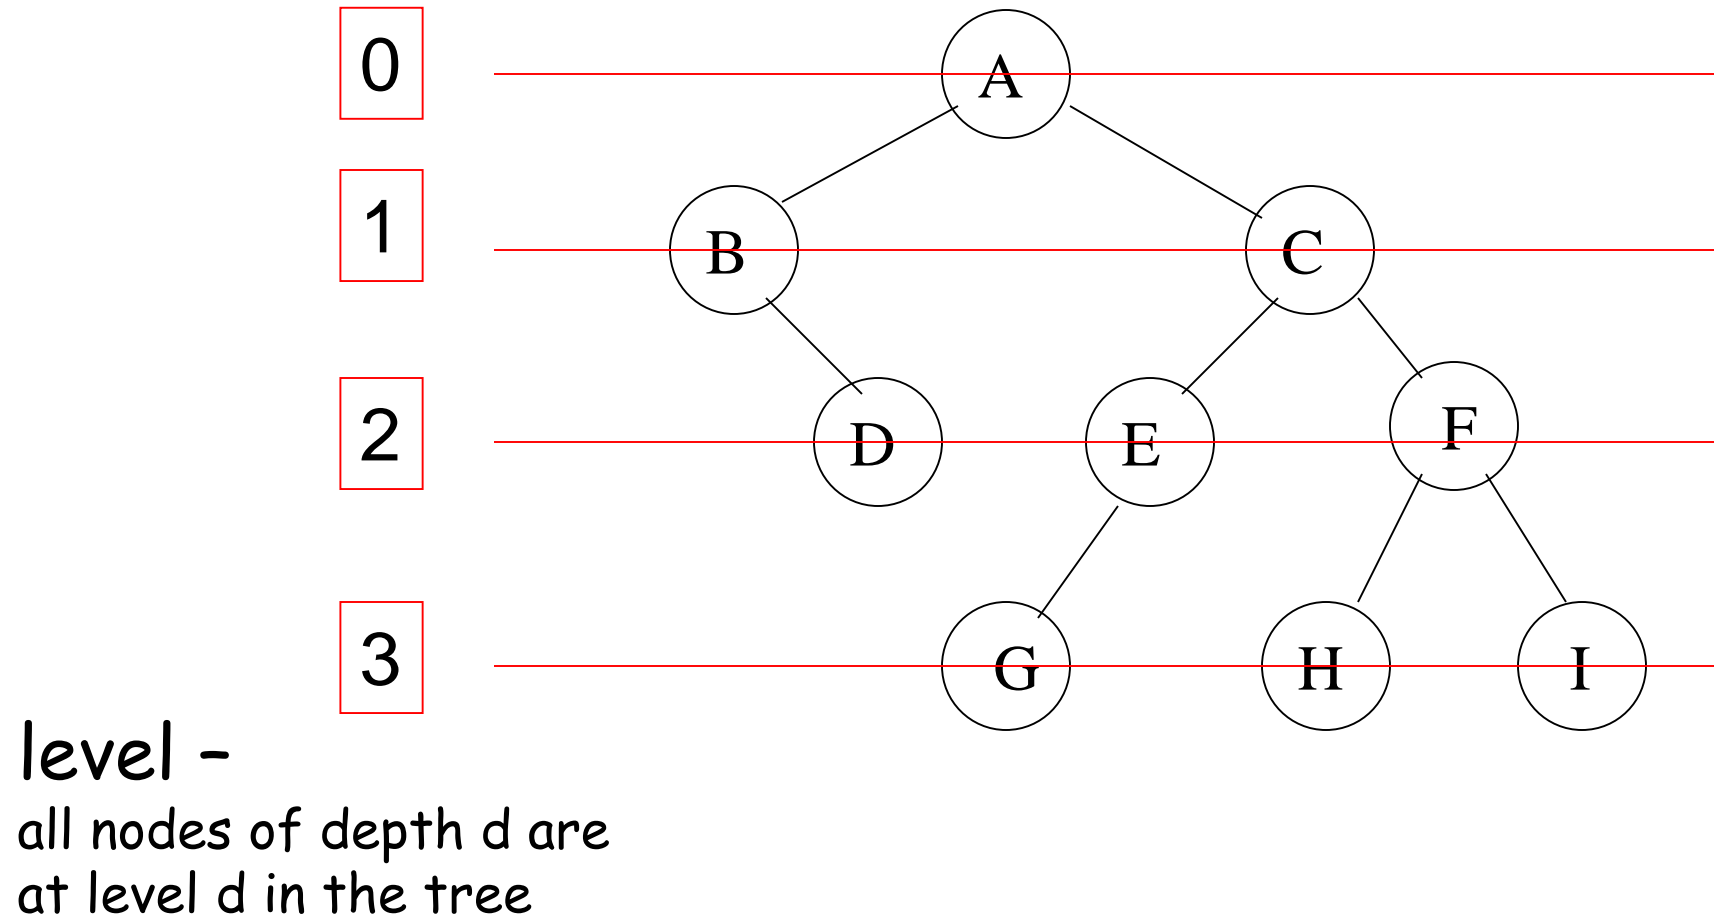 0
A
1
B
C
2
D
E
F
3
G
H
I
level –
all nodes of depth d are
at level d in the tree